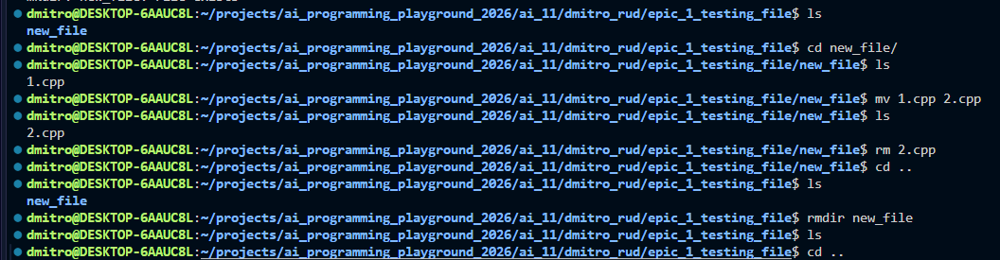 dmitro@DESKTOP-6AAUC8L:~/projects/ai_programming_playground_2026/ai_11/dmitro_rud/epic_1_testing_file$ ls
new_file
dmitro@DESKTOP-6AAUC8L:~/projects/ai_programming_playground_2026/ai_11/dmitro_rud/epic_1_testing_file$ cd new_file/
dmitro@DESKTOP-6AAUC8L:~/projects/ai_programming_playground_2026/ai_11/dmitro_rud/epic_1_testing_file/new_file$ ls
1.cpp
dmitro@DESKTOP-6AAUC8L:~/projects/ai_programming_playground_2026/ai_11/dmitro_rud/epic_1_testing_file/new_file$ mv 1.cpp 2.cpp
dmitro@DESKTOP-6AAUC8L:~/projects/ai_programming_playground_2026/ai_11/dmitro_rud/epic_1_testing_file/new_file$ ls
2.cpp
dmitro@DESKTOP-6AAUC8L:~/projects/ai_programming_playground_2026/ai_11/dmitro_rud/epic_1_testing_file/new_file$ rm 2.cpp
dmitro@DESKTOP-6AAUC8L:~/projects/ai_programming_playground_2026/ai_11/dmitro_rud/epic_1_testing_file/new_file$ cd ..
dmitro@DESKTOP-6AAUC8L:~/projects/ai_programming_playground_2026/ai_11/dmitro_rud/epic_1_testing_file$ ls
new_file
dmitro@DESKTOP-6AAUC8L:~/projects/ai_programming_playground_2026/ai_11/dmitro_rud/epic_1_testing_file$ rmdir new_file
dmitro@DESKTOP-6AAUC8L:~/projects/ai_programming_playground_2026/ai_11/dmitro_rud/epic_1_testing_file$ ls
dmitro@DESKTOP-6AAUC8L:~/projects/ai_programming_playground_2026/ai_11/dmitro_rud/epic_1_testing_file$ cd ..